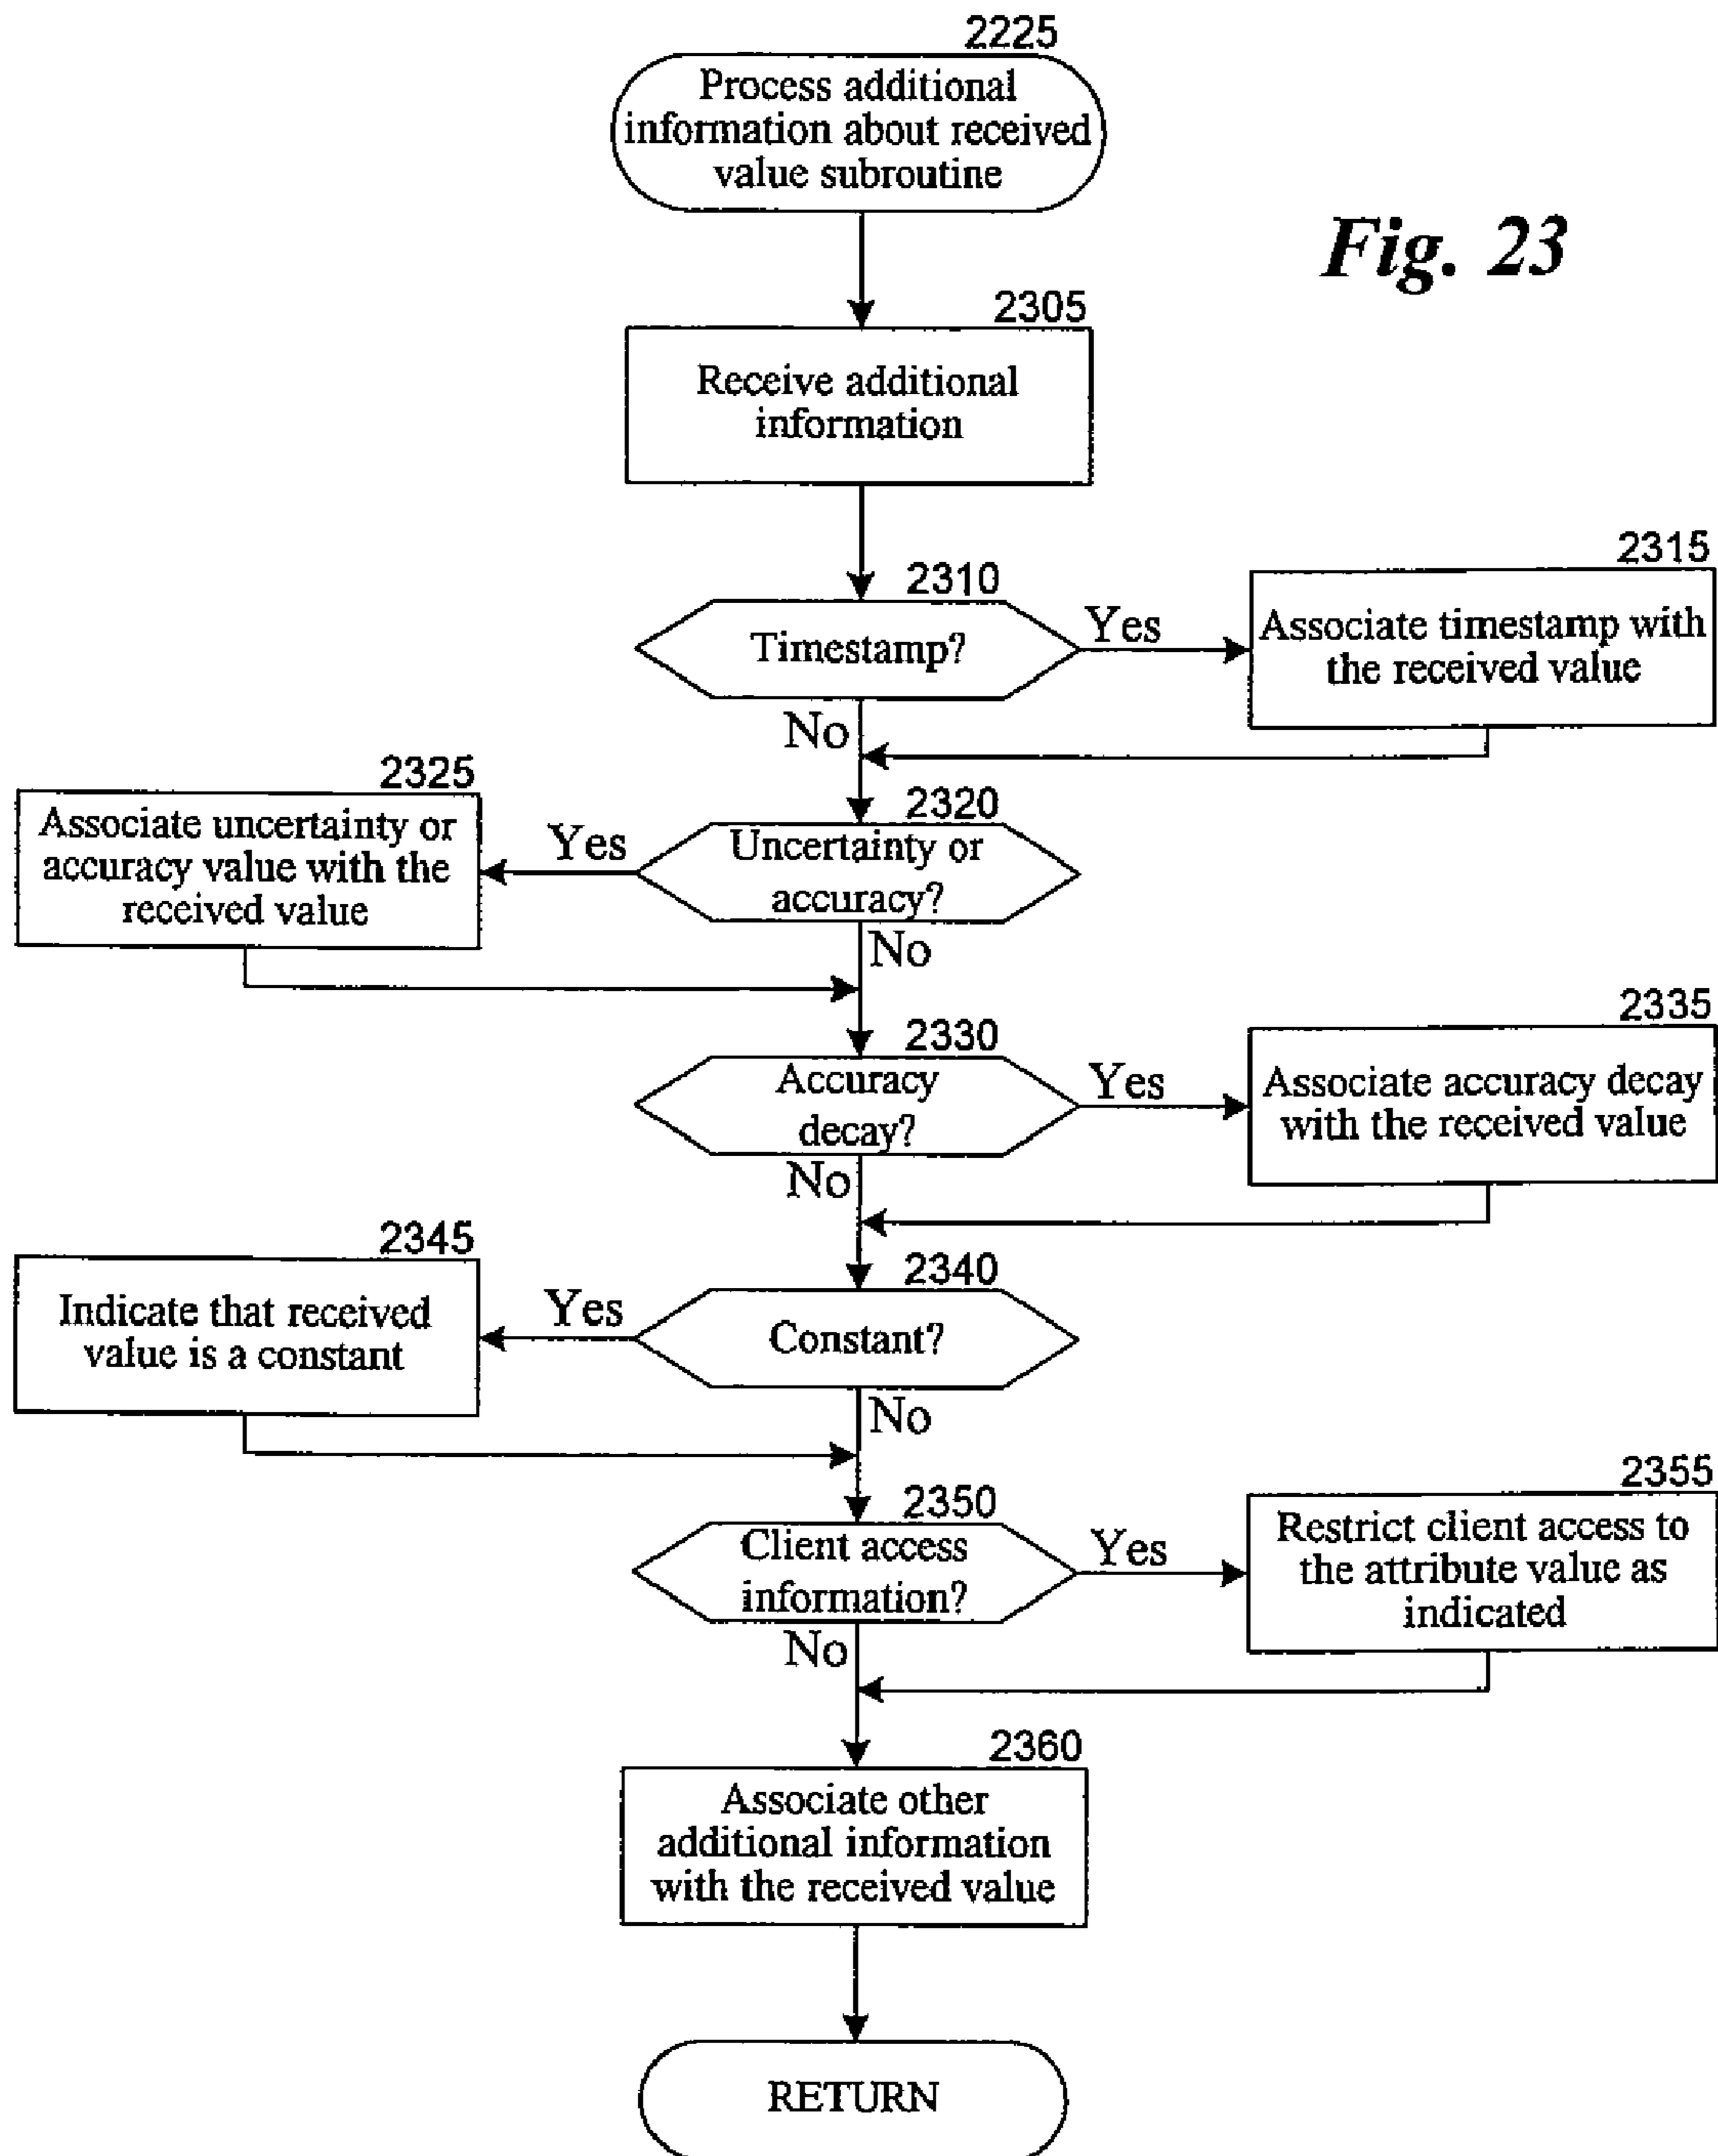 2225
Process additional
information about received
value subroutine
Fig. 23
2305
Receive additional
information
2310
Timestamp?
Yes
2315
Associate timestamp with
the received value
No
2320
Uncertainty or
accuracy?
Yes
2325
Associate uncertainty or
accuracy value with the
received value
No
2330
Accuracy
decay?
Yes
2335
Associate accuracy decay
with the received value
No
2340
Constant?
Yes
2345
Indicate that received
value is a constant
No
2350
Client access
information?
Yes
2355
Restrict client access to
the attribute value as
indicated
No
2360
Associate other
additional information
with the received value
RETURN